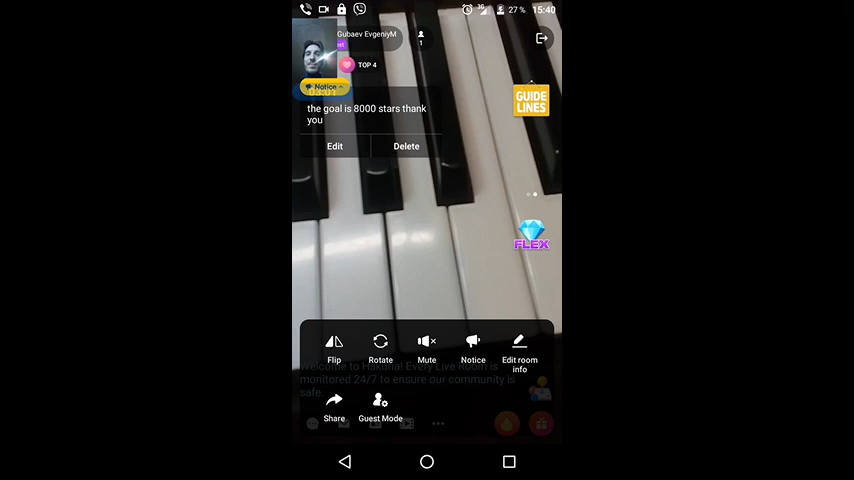 3G
27 %
15:40
Gubaev EvgeniyM
1
TOP 4
Notice
the goal is 8000 stars thank
you
Edit
Delete
GUIDE
LINES
FLEX
Flip
Rotate
Mute
Notice
Edit room
info
Welcome to Hakuna! Every Live Room is
monitored 24/7 to ensure our community is
safe.
Share
Guest Mode